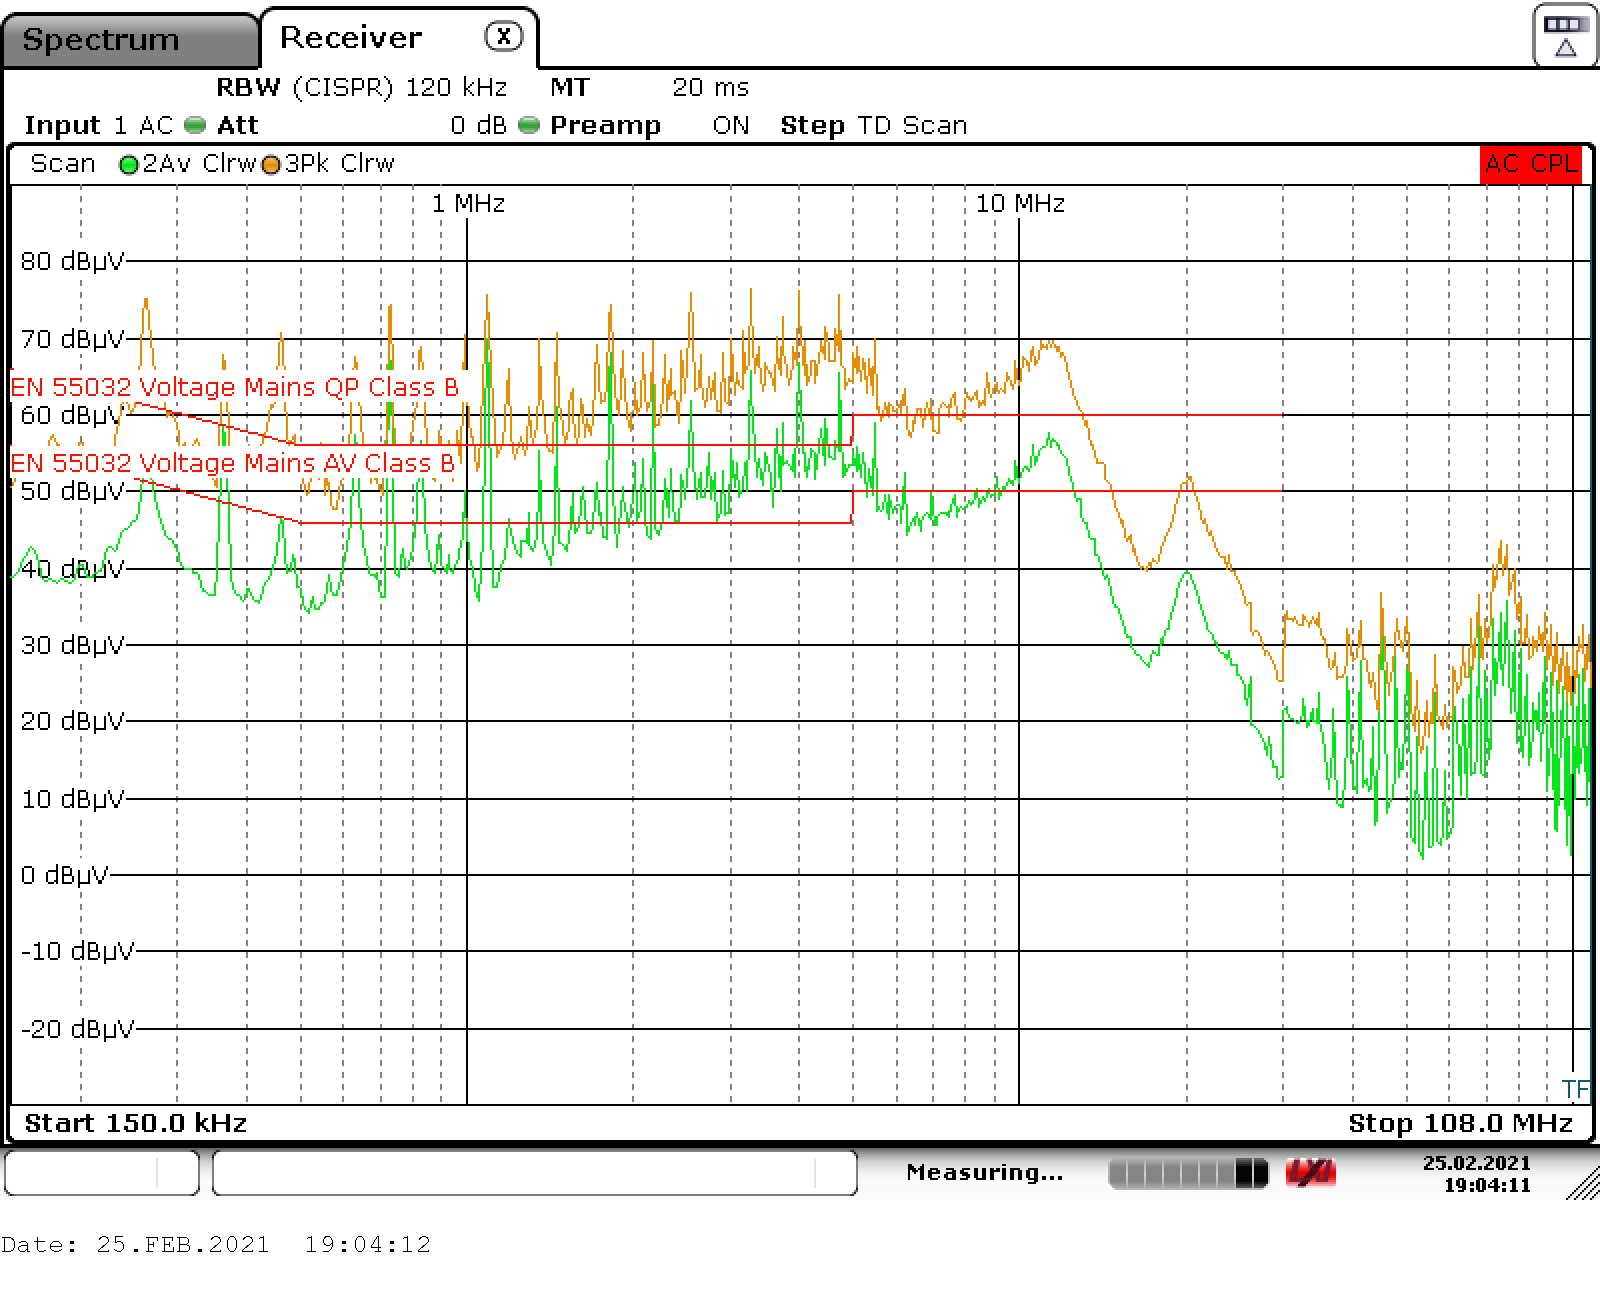 Spectrum
Receiver X
RBW (CISPR) 120 kHz MT 20 ms
Input 1 AC Att 0 dB Preamp ON Step TD Scan
Scan 2Av Clrw 3Pk Clrw AC CPL
1 MHz 10 MHz
80 dBµV
70 dBµV
EN 55032 Voltage Mains QP Class B
60 dBµV
EN 55032 Voltage Mains AV Class B
50 dBµV
40 dBµV
30 dBµV
20 dBµV
10 dBµV
0 dBµV
-10 dBµV
-20 dBµV
TF
Start 150.0 kHz Stop 108.0 MHz
Measuring... LXI 25.02.2021
19:04:11
Date: 25.FEB.2021 19:04:12